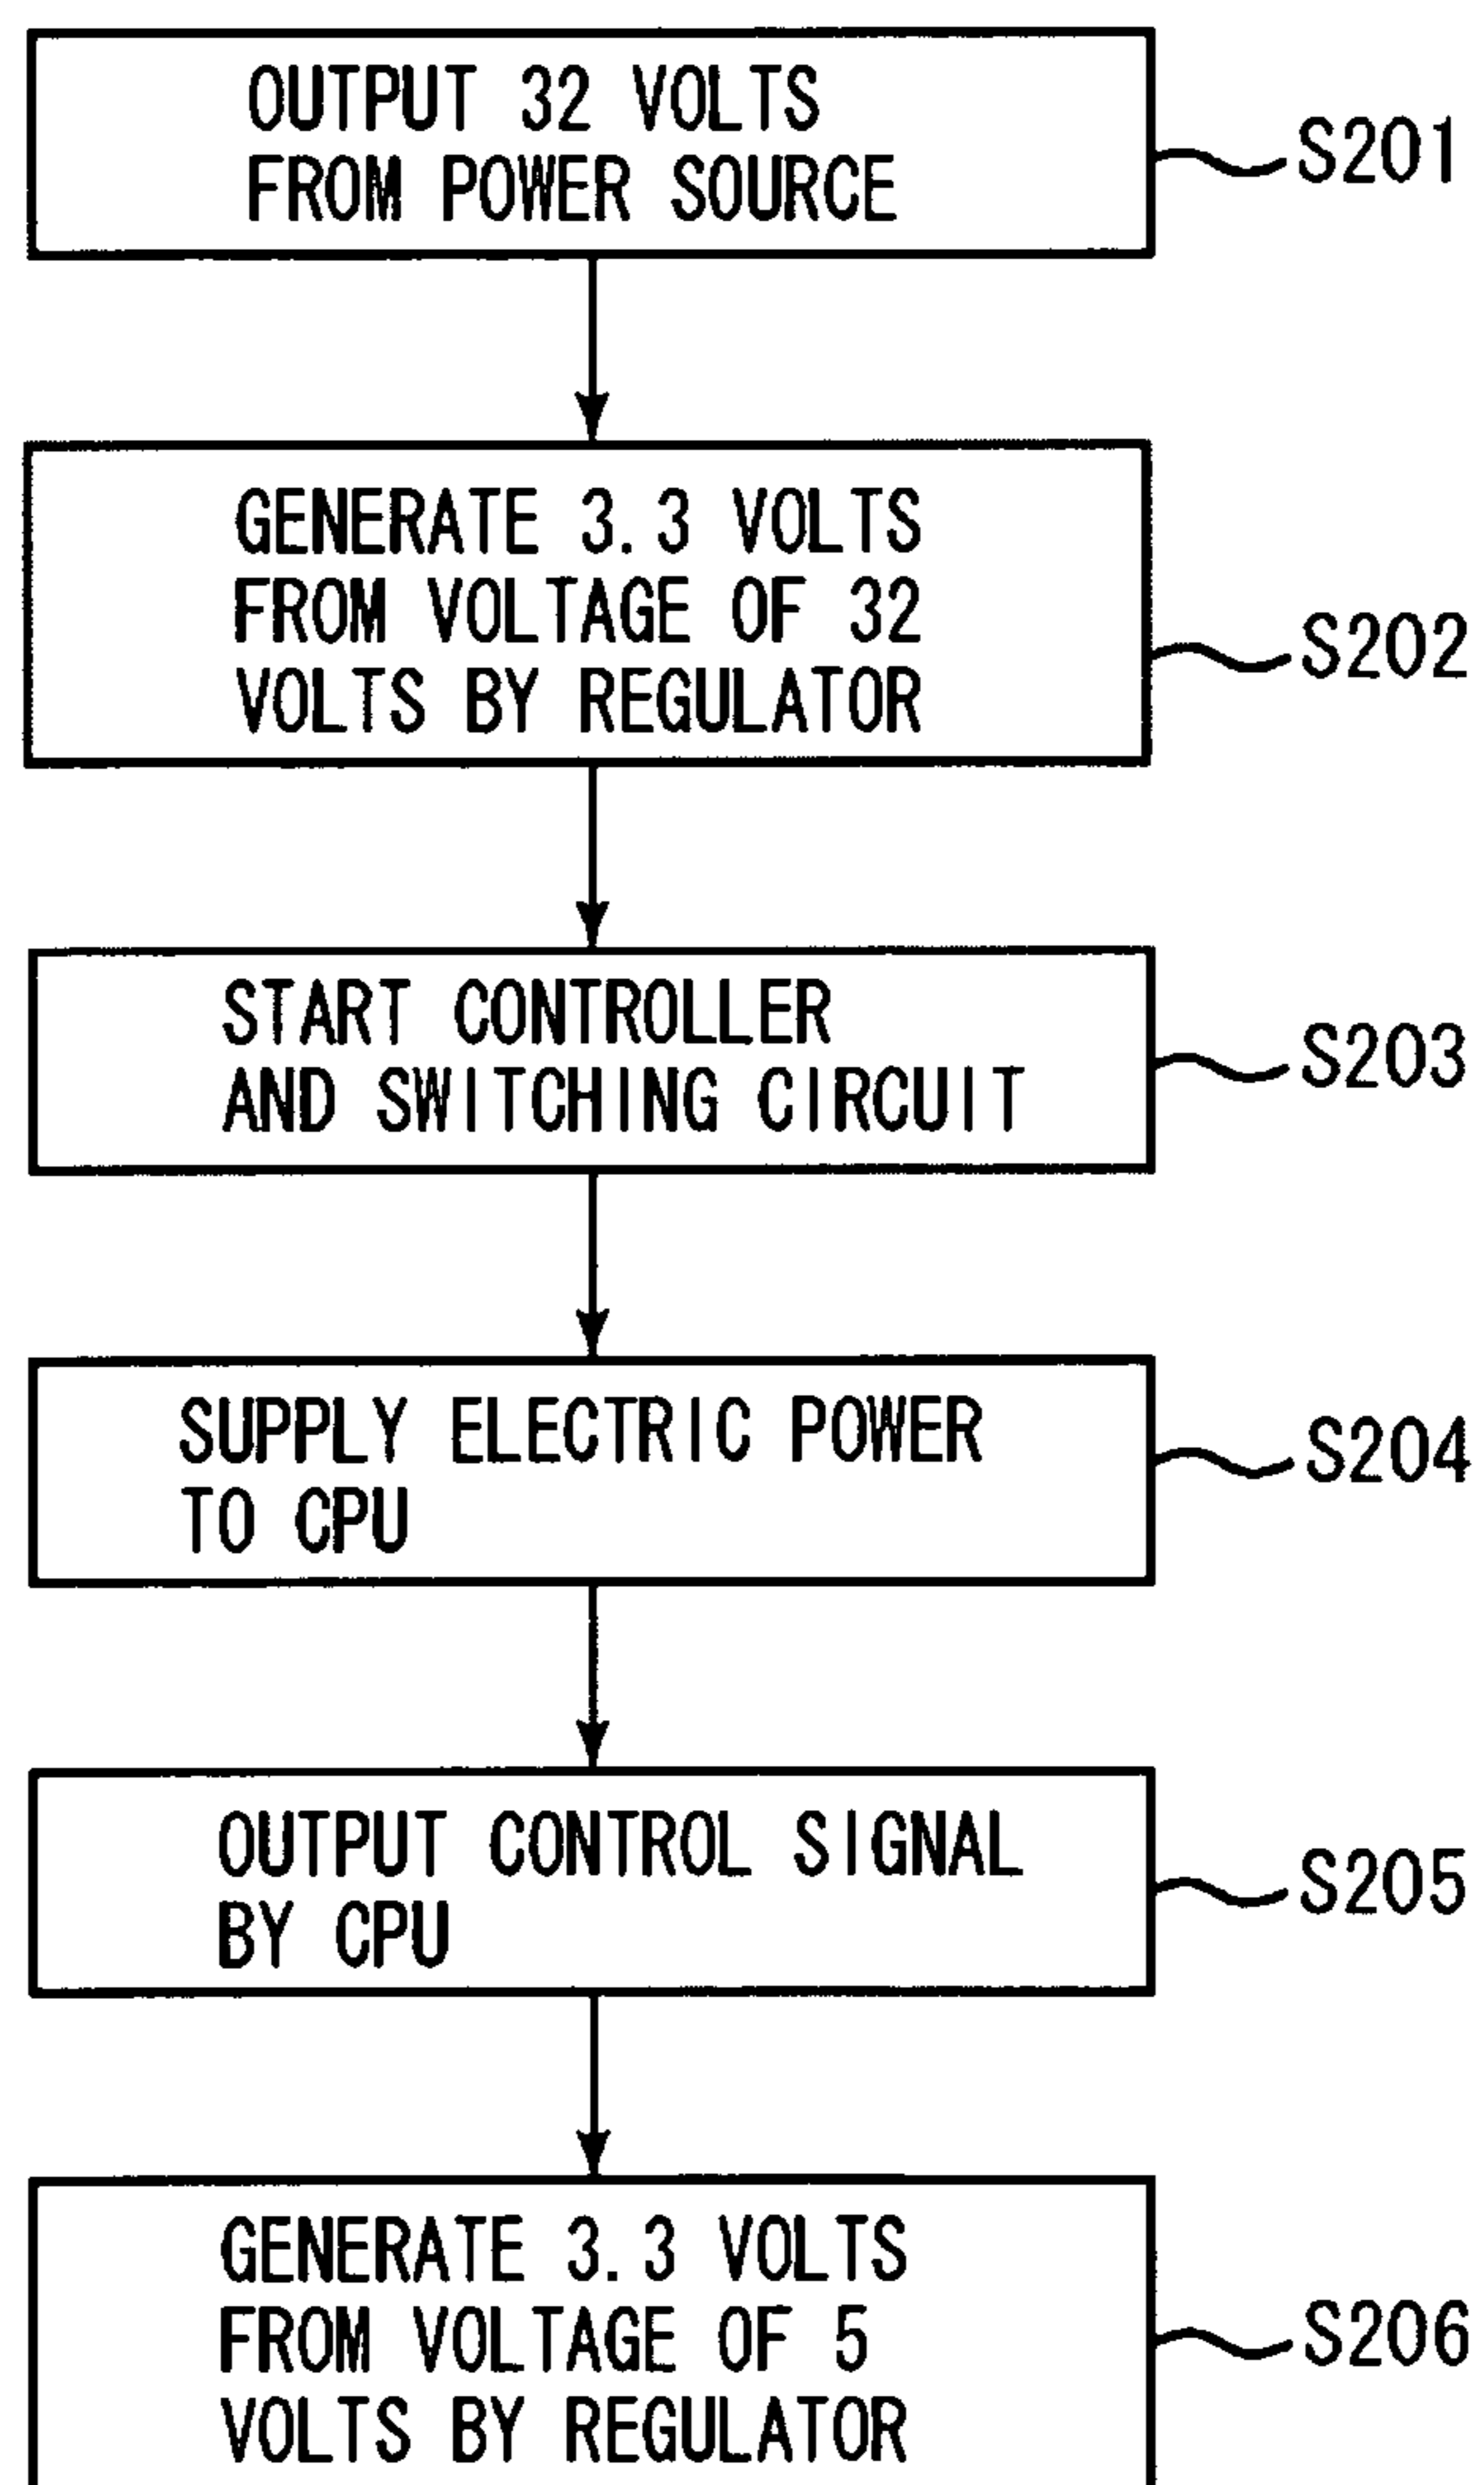 OUTPUT 32 VOLTS
FROM POWER SOURCE
S201
GENERATE 3.3 VOLTS
FROM VOLTAGE OF 32
VOLTS BY REGULATOR
S202
START CONTROLLER
AND SWITCHING CIRCUIT
S203
SUPPLY ELECTRIC POWER
TO CPU
S204
OUTPUT CONTROL SIGNAL
BY CPU
S205
GENERATE 3.3 VOLTS
FROM VOLTAGE OF 5
VOLTS BY REGULATOR
S206